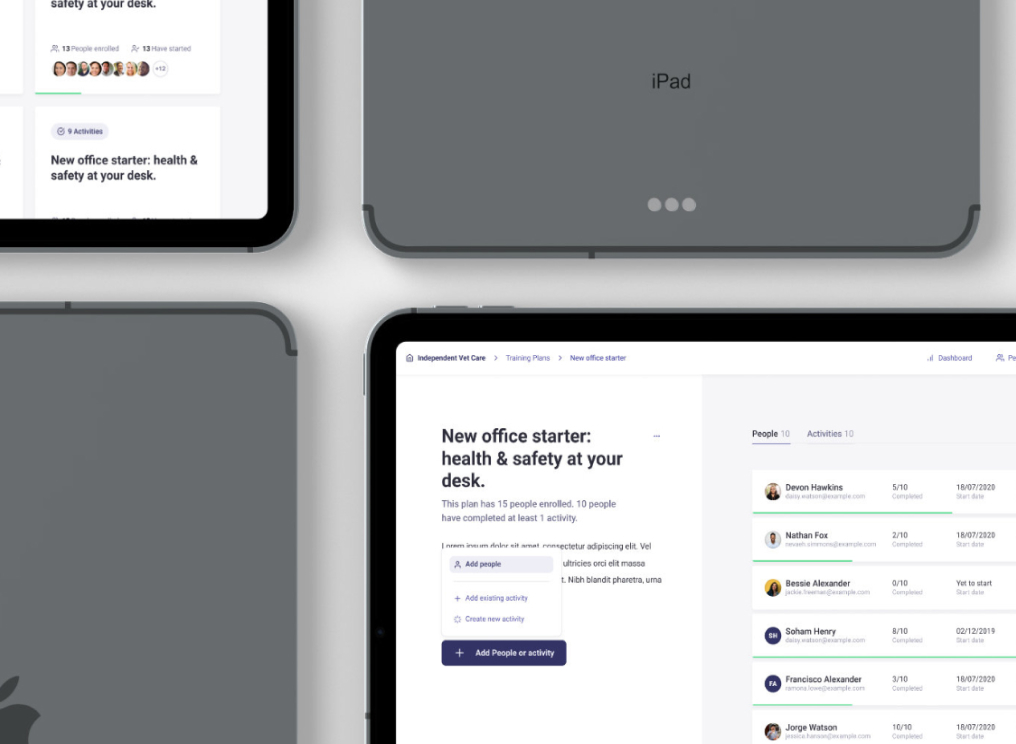 safety at your desk.
13 People enrolled 13 Have started
+12
9 Activities
New office starter: health &
safety at your desk.
iPad
Independent Vet Care > Training Plans > New office starter
Dashboard
Pe
New office starter:
health & safety at your
desk.
...
This plan has 15 people enrolled. 10 people
have completed at least 1 activity.
Lorem ipsum dolor sit amet, consectetur adipiscing elit. Vel
ultricies orci elit massa
t. Nibh blandit pharetra, urna
Add people
+ Add existing activity
Create new activity
+ Add People or activity
People 10 Activities 10
Devon Hawkins 5/10 18/07/2020
daisy.watson@example.com Completed Start date
Nathan Fox 2/10 18/07/2020
nevaeh.simmons@example.com Completed Start date
Bessie Alexander 0/10 Yet to start
jackie.freeman@example.com Completed Start date
SH Soham Henry 8/10 02/12/2019
daisy.watson@example.com Completed Start date
FA Francisco Alexander 3/10 18/07/2020
ramona.lowe@example.com Completed Start date
Jorge Watson 10/10 18/07/2020
jessica.hanson@example.com Completed Start date